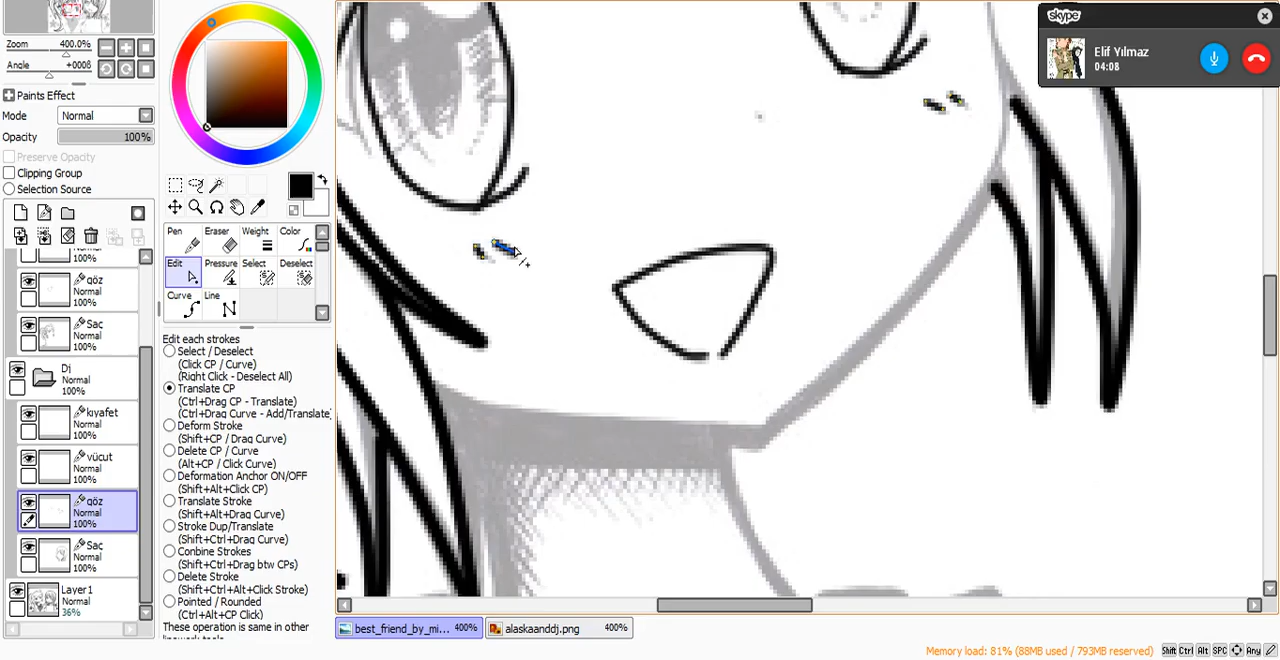 Zoom 400.0%
Angle +000ß
Paints Effect
Mode Normal
Opacity 100%
Preserve Opacity
Clipping Group
Selection Source
Normal
100%
göz
Normal
100%
Saç
Normal
100%
Dj
Normal
100%
kıyafet
Normal
100%
vücut
Normal
100%
göz
Normal
100%
Saç
Normal
100%
Layer1
Normal
36%
Pen Eraser Weight Color
Edit Pressure Select Deselect
Curve Line
Edit each strokes
Select / Deselect
(Click CP / Curve)
(Right Click - Deselect All)
Translate CP
(Ctrl+Drag CP - Translate)
(Ctrl+Drag Curve - Add/Translate
Deform Stroke
(Shift+CP / Drag Curve)
Delete CP / Curve
(Alt+CP / Click Curve)
Deformation Anchor ON/OFF
(Shift+Alt+Click CP)
Translate Stroke
(Shift+Alt+Drag Curve)
Stroke Dup/Translate
(Shift+Ctrl+Drag Curve)
Conbine Strokes
(Shift+Ctrl+Drag btw CPs)
Delete Stroke
(Shift+Ctrl+Alt+Click Stroke)
Pointed / Rounded
(Ctrl+Alt+CP Click)
These operation is same in other
skype
Elif Yılmaz
04:08
best_friend_by_mi... 400%
alaskaanddj.png 400%
Memory load: 81% (88MB used / 793MB reserved)
Shift Ctrl Alt SPC Any